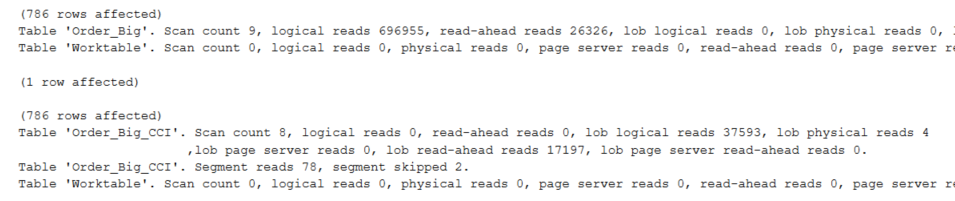 (786 rows affected)
Table 'Order_Big'. Scan count 9, logical reads 696955, read-ahead reads 26326, lob logical reads 0, lob physical reads 0,
Table 'Worktable'. Scan count 0, logical reads 0, physical reads 0, page server reads 0, read-ahead reads 0, page server
(1 row affected)
(786 rows affected)
Table 'Order_Big_CCI'. Scan count 8, logical reads 0, read-ahead reads 0, lob logical reads 37593, lob physical reads 4
,lob page server reads 0, lob read-ahead reads 17197, lob page server read-ahead reads 0.
Table 'Order_Big_CCI'. Segment reads 78, segment skipped 2.
Table 'Worktable'. Scan count 0, logical reads 0, physical reads 0, page server reads 0, read-ahead reads 0, page server